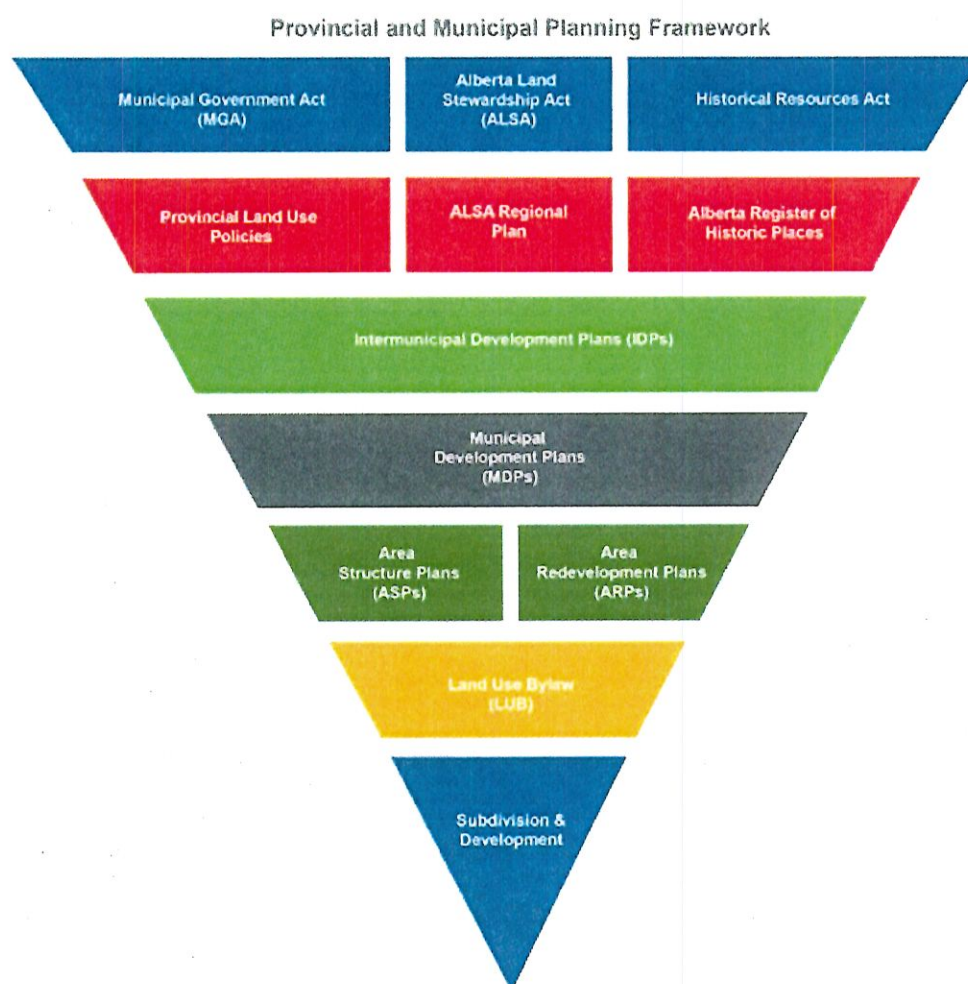 Provincial and Municipal Planning Framework
Municipal Government Act
(MGA)
Alberta Land
Stewardship Act
(ALSA)
Historical Resources Act
Provincial Land Use
Policies
ALSA Regional
Plan
Alberta Register of
Historic Places
Intermunicipal Development Plans (IDPs)
Municipal
Development Plans
(MDPs)
Area
Structure Plans
(ASPs)
Area
Redevelopment Plans
(ARPs)
Land Use Bylaw
(LUB)
Subdivision &
Development